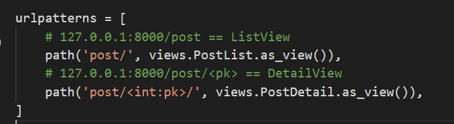 urlpatterns = [
    # 127.0.0.1:8000/post == ListView
    path('post/', views.PostList.as_view()),
    # 127.0.0.1:8000/post/<pk> == DetailView
    path('post/<int:pk>/', views.PostDetail.as_view()),
]